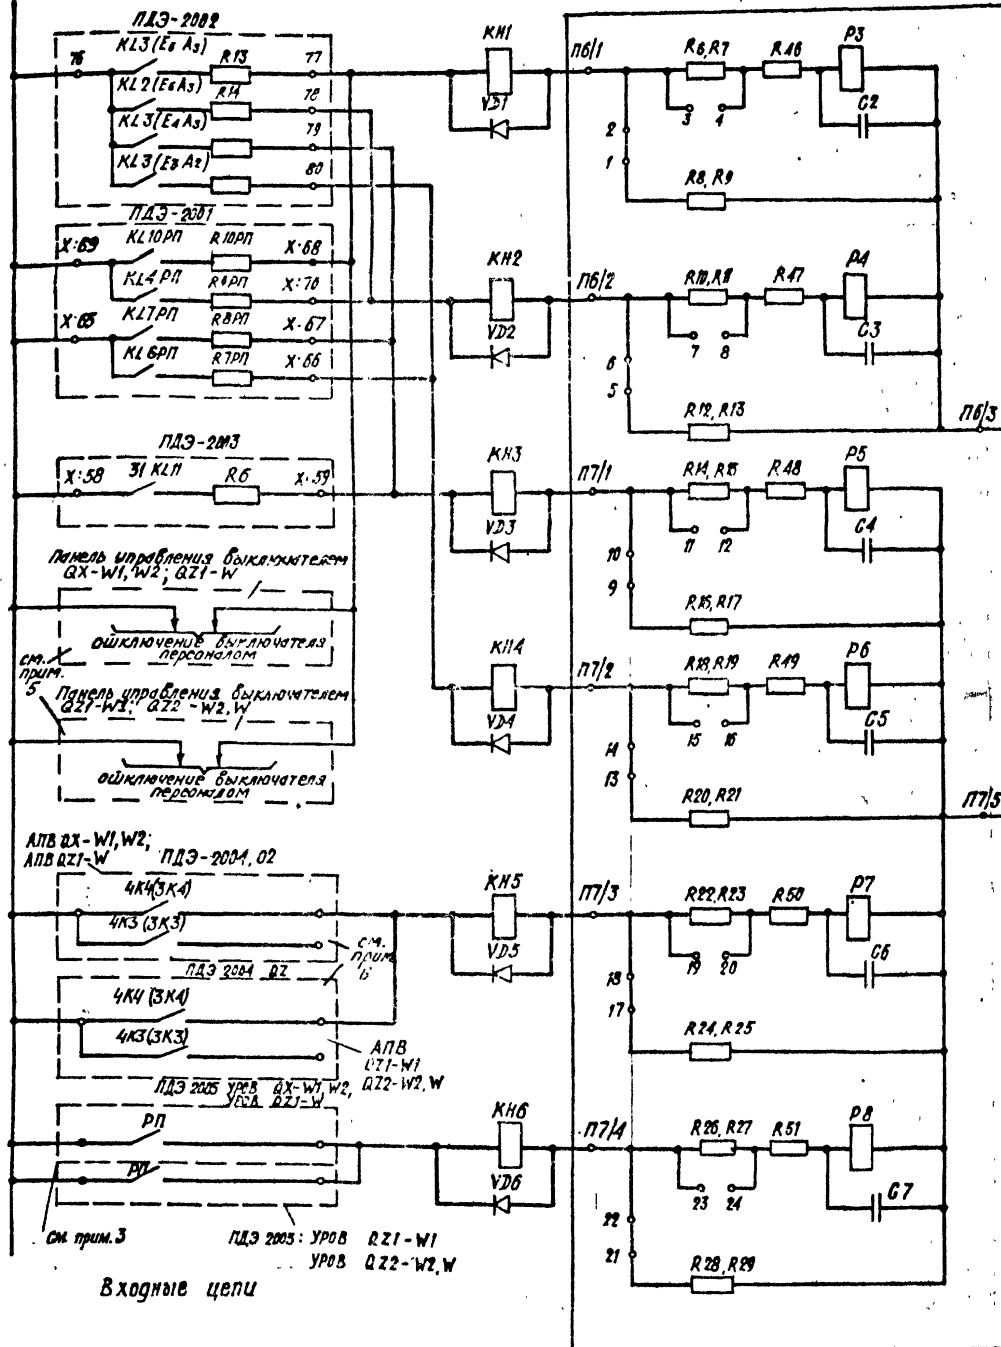 ПДЭ-2002
76
KL3(E6 A3)
R13
77
KL2(E6A3)
R14
78
KL3(E4A3)
79
KL3(E3 A2)
80
ПДЭ-2001
X:69
KL10РП
R10РП
X:68
KL4 РП
R9РП
X:70
X:65
KL7РП
R8РП
X:67
KL6РП
R7РП
X:66
ПДЭ-2003
X:58
31 KL11
R6
X:59
Панель управления выключателем
QX-W1, W2; QZ1-W
отключение выключателя
персоналом
см.
прим.
5
Панель управления выключателем
QZ1-W1; QZ2-W2, W
отключение выключателя
персоналом
АПВ QX-W1, W2;
АПВ QZ1-W
ПДЭ-2004, 02
4K4(3K4)
4K3(3K3)
см.
прим.
6
ПДЭ 2004 QZ
4K4(3K4)
4K3(3K3)
АПВ
QZ1-W1
QZ2-W2, W
ПДЭ 2005 УРОВ QX-W1, W2,
УРОВ QZ1-W
РП
РП
см. прим. 3
ПДЭ 2005: УРОВ QZ1-W1
УРОВ QZ2-W2, W
Входные цепи
KH1
VD1
П6/1
R6, R7
R46
P3
3
4
C2
2
1
R8, R9
KH2
VD2
П6/2
R10, R11
R47
P4
7
8
C3
6
5
R12, R13
П6/3
KH3
VD3
П7/1
R14, R15
R48
P5
11
12
C4
10
9
R16, R17
KH4
VD4
П7/2
R18, R19
R49
P6
15
16
C5
14
13
R20, R21
П7/5
KH5
VD5
П7/3
R22, R23
R50
P7
19
20
C6
18
17
R24, R25
KH6
VD6
П7/4
R26, R27
R51
P8
23
24
C7
22
21
R28, R29